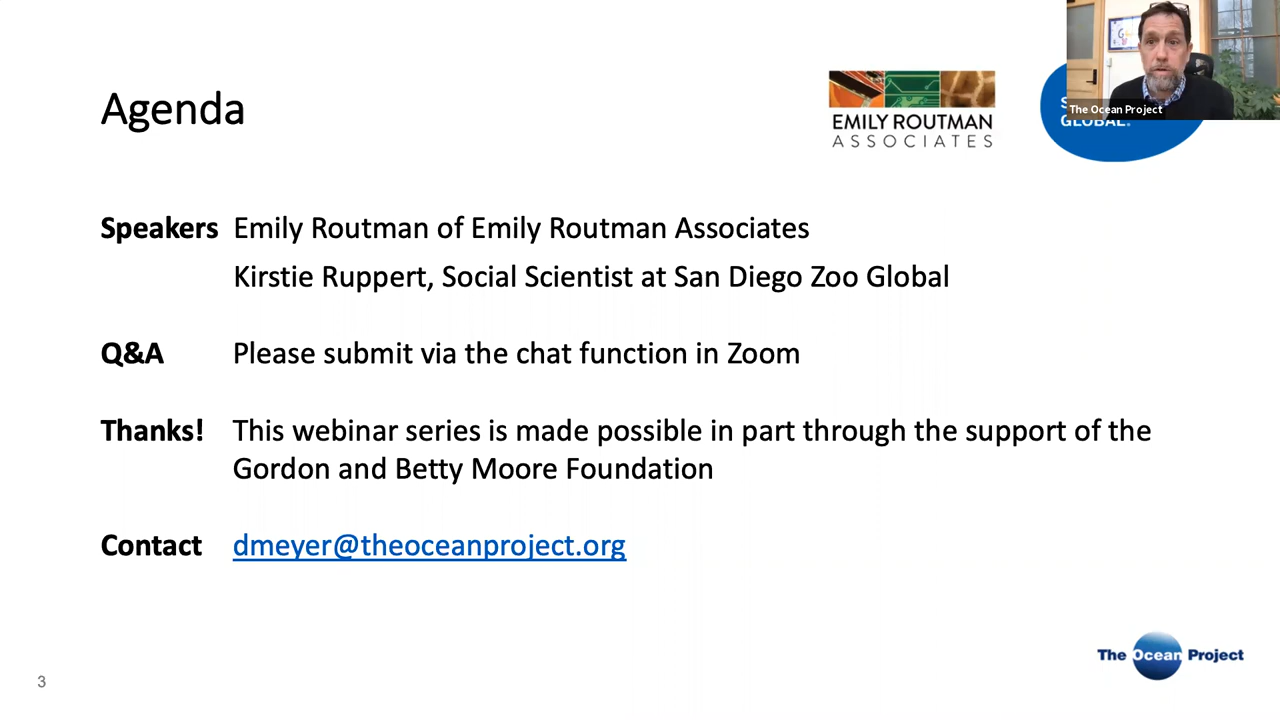 The Ocean Project
Agenda
EMILY ROUTMAN
ASSOCIATES
GLOBAL.
Speakers Emily Routman of Emily Routman Associates
Kirstie Ruppert, Social Scientist at San Diego Zoo Global
Q&A Please submit via the chat function in Zoom
Thanks! This webinar series is made possible in part through the support of the
Gordon and Betty Moore Foundation
Contact dmeyer@theoceanproject.org
The Ocean Project
3